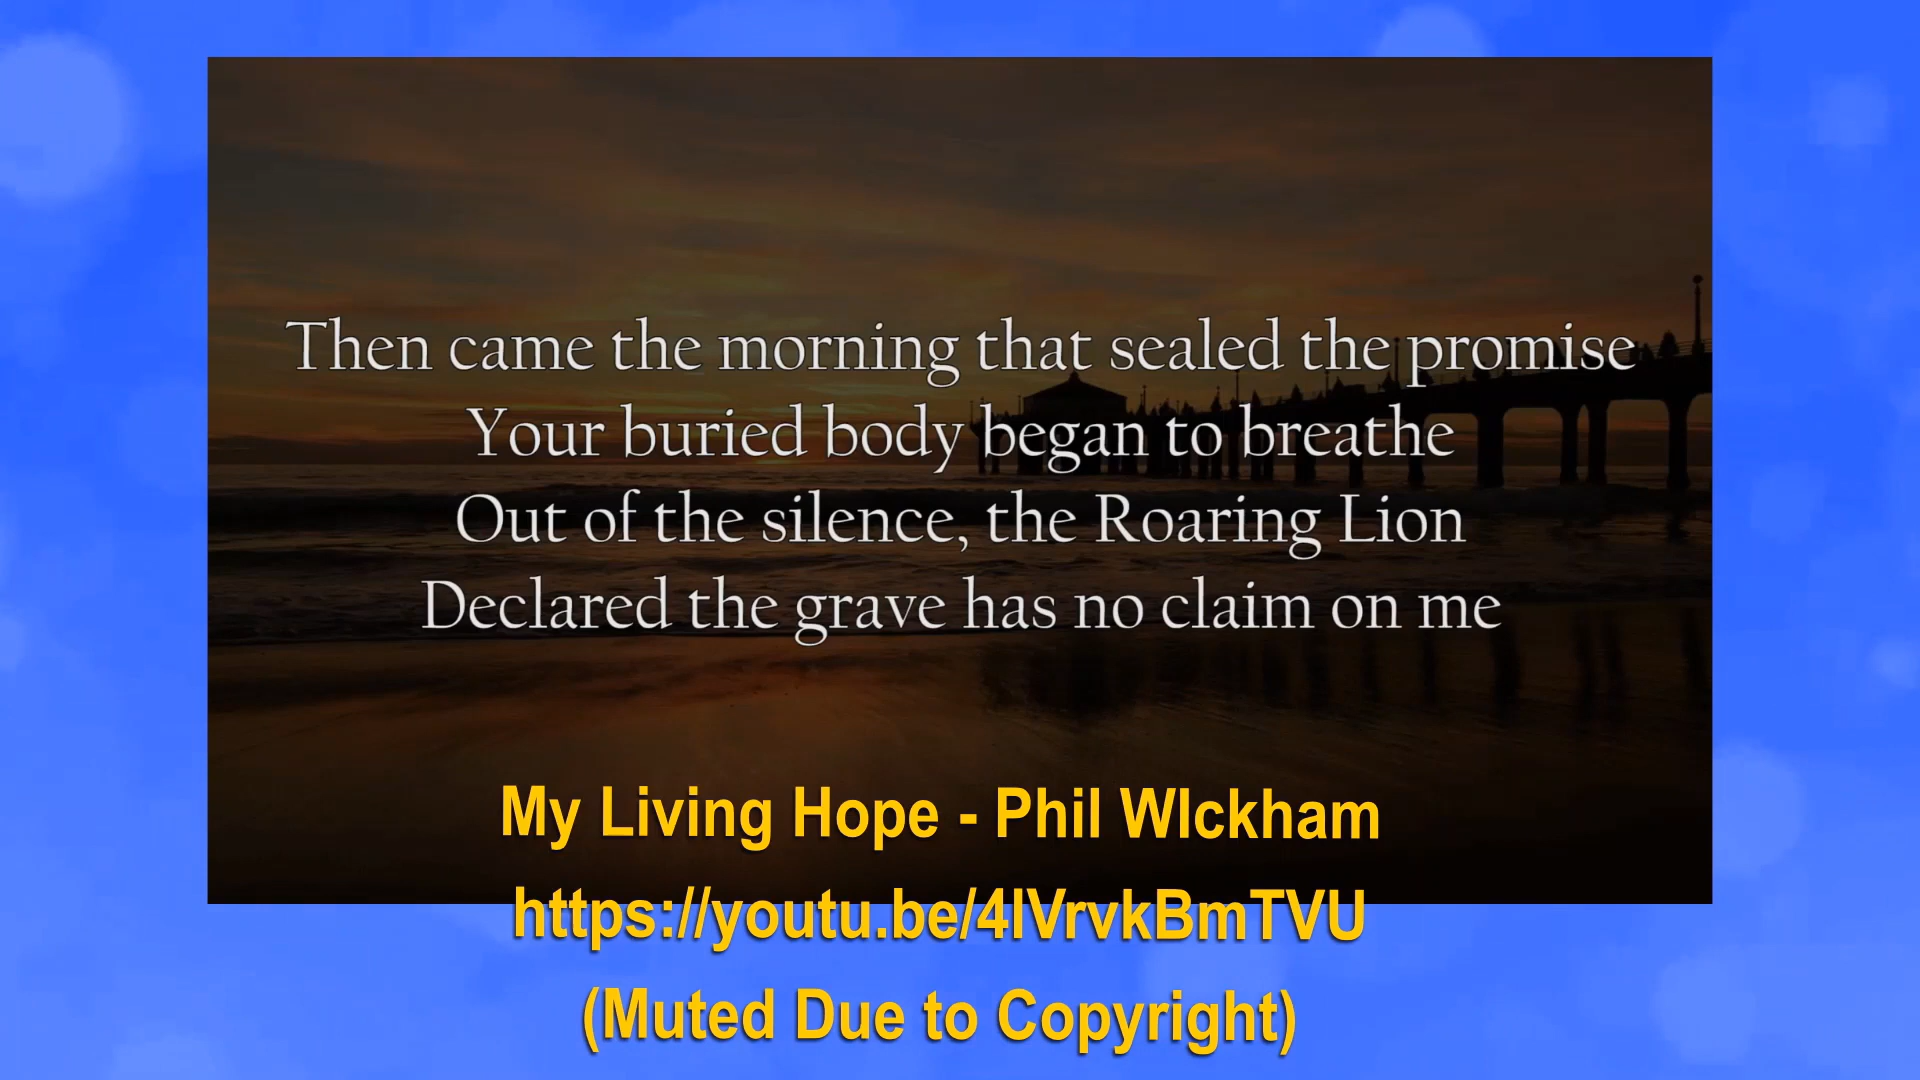 Then came the morning that sealed the promise
Your buried body began to breathe
Out of the silence, the Roaring Lion
Declared the grave has no claim on me
My Living Hope - Phil WIckham
https://youtu.be/4IVrvkBmTVU
(Muted Due to Copyright)